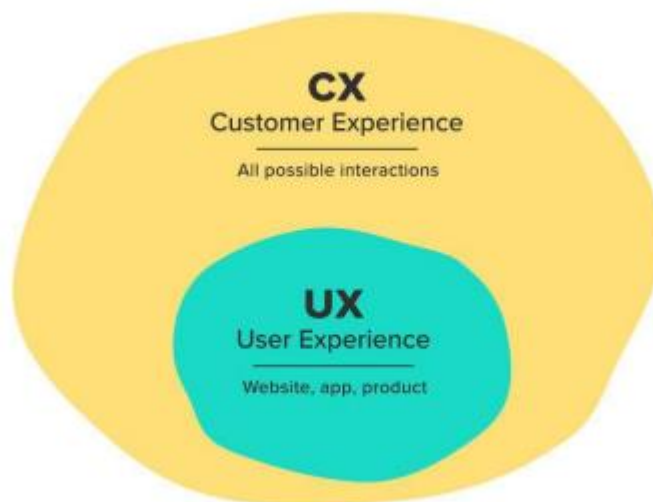 CX
Customer Experience
All possible interactions
UX
User Experience
Website, app, product